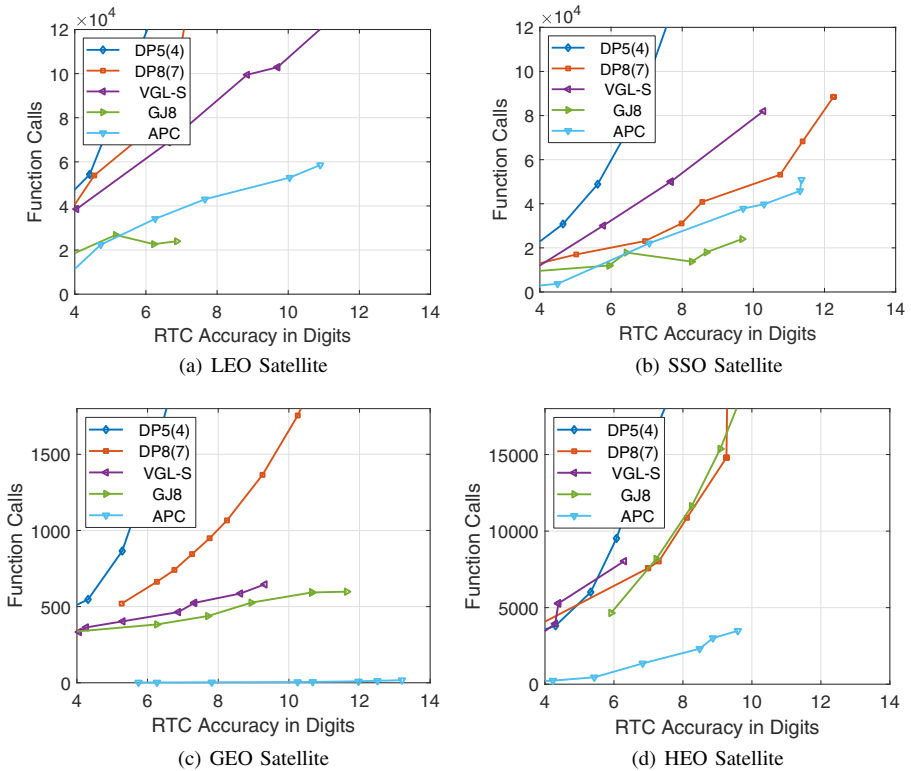 ×10^4
12
10
8
6
4
2
0
Function Calls
DP5(4)
DP8(7)
VGL-S
GJ8
APC
4 6 8 10 12 14
RTC Accuracy in Digits
(a) LEO Satellite
×10^4
12
10
8
6
4
2
0
Function Calls
DP5(4)
DP8(7)
VGL-S
GJ8
APC
4 6 8 10 12 14
RTC Accuracy in Digits
(b) SSO Satellite
1500
1000
500
0
Function Calls
DP5(4)
DP8(7)
VGL-S
GJ8
APC
4 6 8 10 12 14
RTC Accuracy in Digits
(c) GEO Satellite
15000
10000
5000
0
Function Calls
DP5(4)
DP8(7)
VGL-S
GJ8
APC
4 6 8 10 12 14
RTC Accuracy in Digits
(d) HEO Satellite